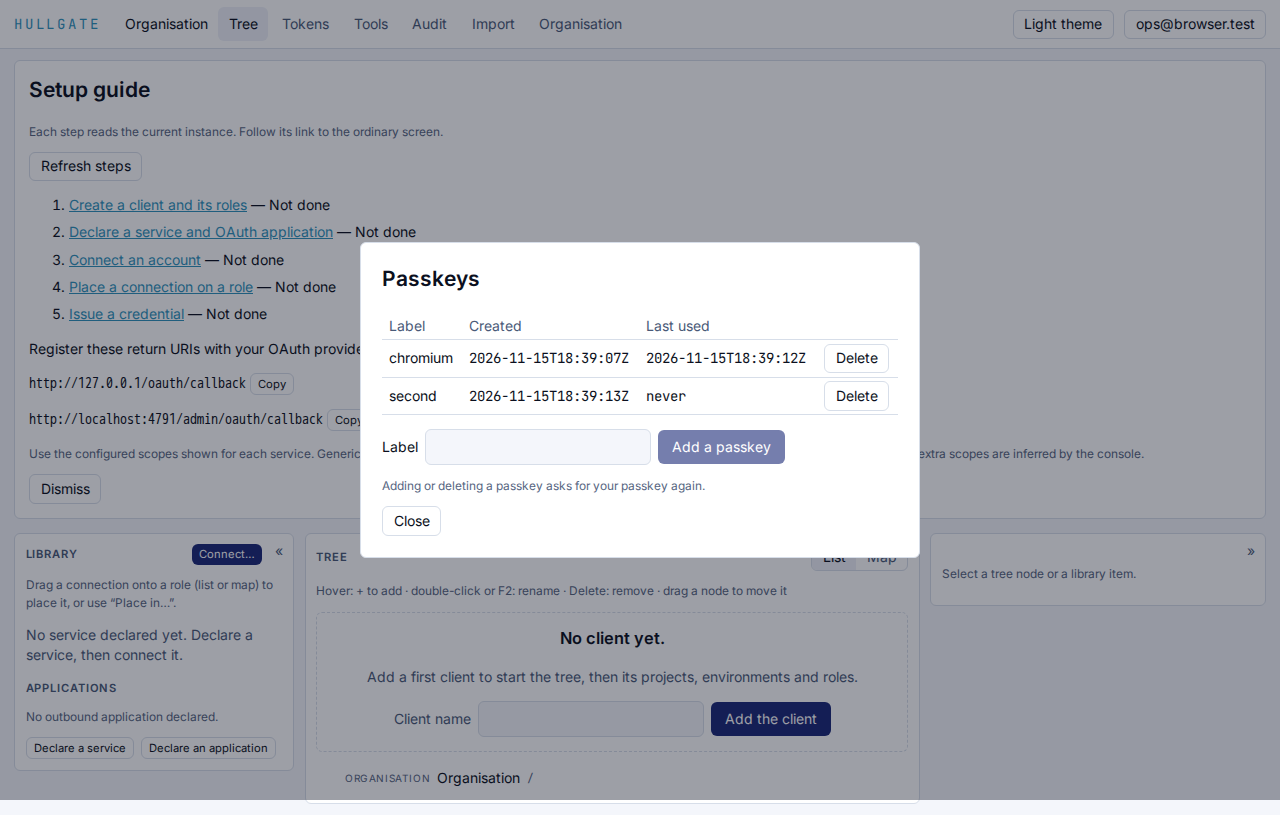 HULLGATE Organisation Tree Tokens Tools Audit Import Organisation Light theme ops@browser.test
Setup guide
Each step reads the current instance. Follow its link to the ordinary screen.
Refresh steps
1. Create a client and its roles — Not done
2. Declare a service and OAuth application — Not done
3. Connect an account — Not done
4. Place a connection on a role — Not done
5. Issue a credential — Not done
Register these return URIs with your OAuth provide
http://127.0.0.1/oauth/callback Copy
http://localhost:4791/admin/oauth/callback Copy
Use the configured scopes shown for each service. Generic
extra scopes are inferred by the console.
Dismiss
Passkeys
Label Created Last used
chromium 2026-11-15T18:39:07Z 2026-11-15T18:39:12Z Delete
second 2026-11-15T18:39:13Z never Delete
Label Add a passkey
Adding or deleting a passkey asks for your passkey again.
Close
LIBRARY Connect... «
Drag a connection onto a role (list or map) to
place it, or use “Place in…”.
No service declared yet. Declare a
service, then connect it.
APPLICATIONS
No outbound application declared.
Declare a service Declare an application
TREE List Map
Hover: + to add · double-click or F2: rename · Delete: remove · drag a node to move it
No client yet.
Add a first client to start the tree, then its projects, environments and roles.
Client name Add the client
ORGANISATION Organisation /
»
Select a tree node or a library item.